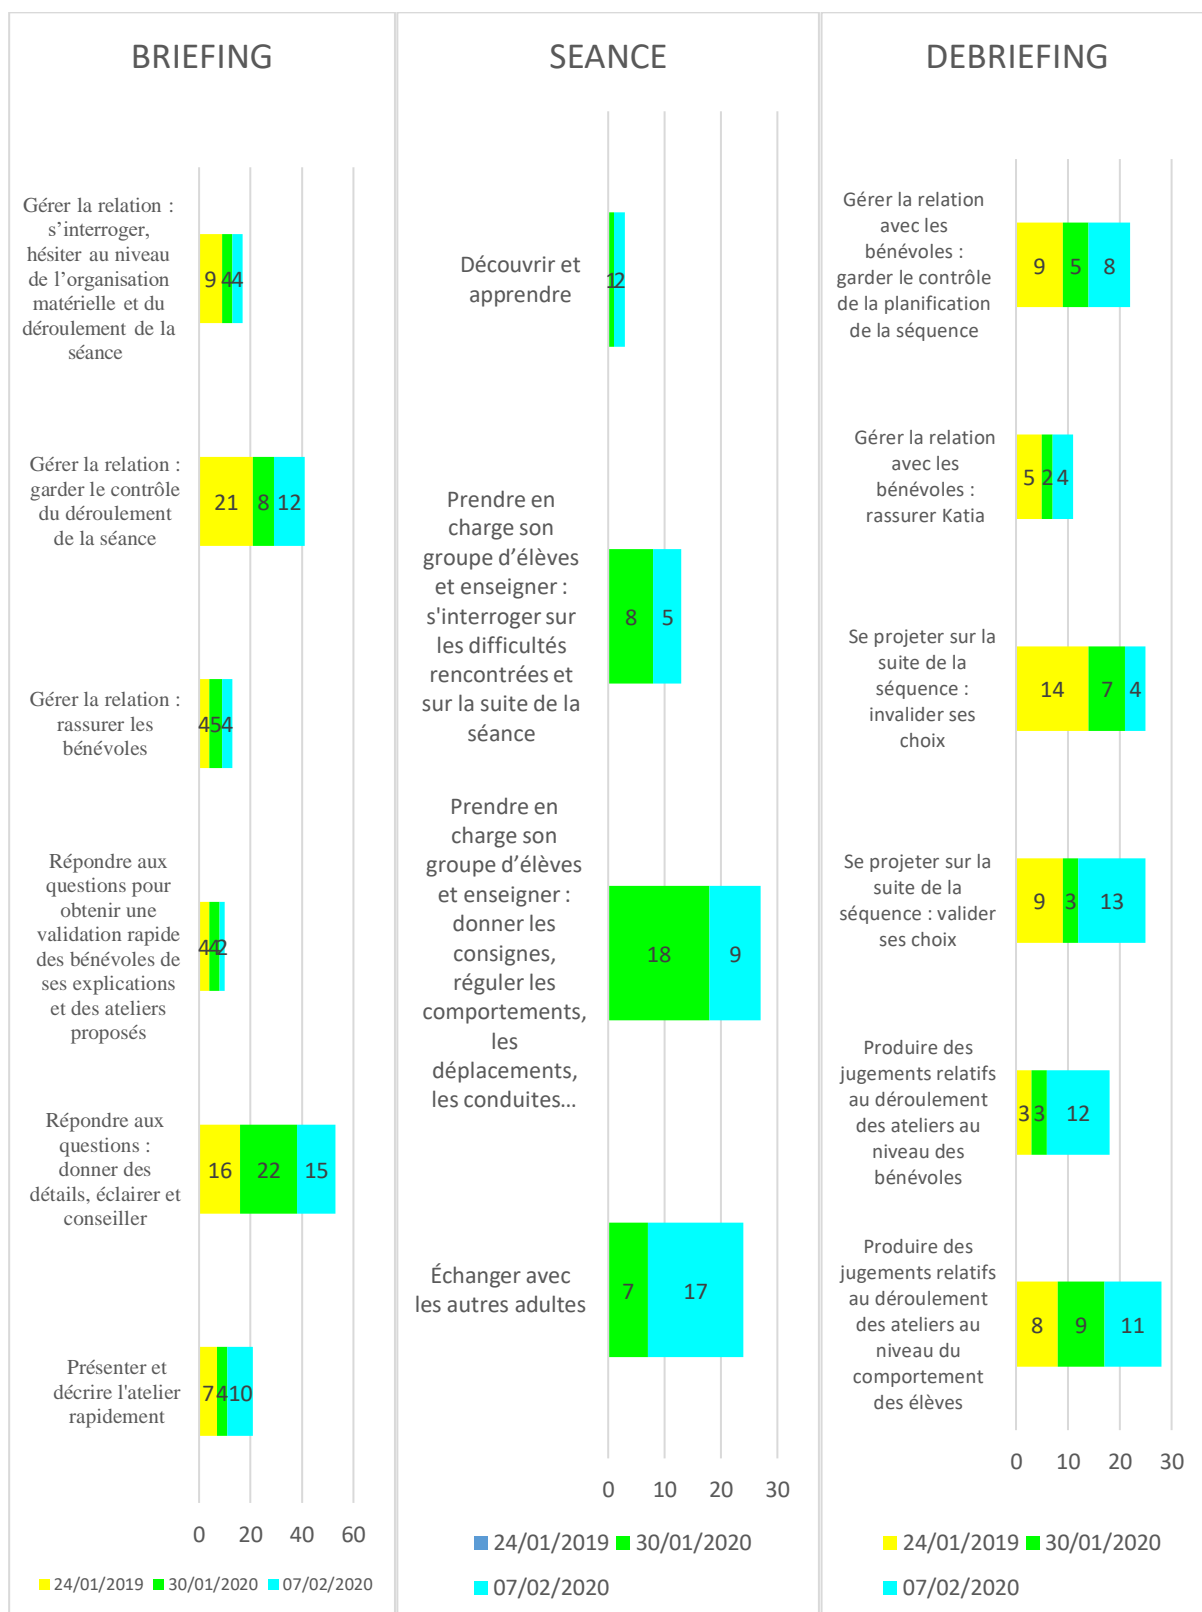 BRIEFING
Gérer la relation :
s’interroger,
hésiter au niveau
de l’organisation
matérielle et du
déroulement de la
séance
9 4 4
Gérer la relation :
garder le contrôle
du déroulement
de la séance
21 8 12
Gérer la relation :
rassurer les
bénévoles
4 5 4
Répondre aux
questions pour
obtenir une
validation rapide
des bénévoles de
ses explications
et des ateliers
proposés
4 4 2
Répondre aux
questions :
donner des
détails, éclairer et
conseiller
16 22 15
Présenter et
décrire l'atelier
rapidement
7 4 10
0 20 40 60
24/01/2019 30/01/2020 07/02/2020
SEANCE
Découvrir et
apprendre
1 2
Prendre en
charge son
groupe d’élèves
et enseigner :
s'interroger sur
les difficultés
rencontrées et
sur la suite de la
séance
8 5
Prendre en
charge son
groupe d’élèves
et enseigner :
donner les
consignes,
réguler les
comportements,
les
déplacements,
les conduites…
18 9
Échanger avec
les autres adultes
7 17
0 10 20 30
24/01/2019 30/01/2020
07/02/2020
DEBRIEFING
Gérer la relation
avec les
bénévoles :
garder le contrôle
de la planification
de la séquence
9 5 8
Gérer la relation
avec les
bénévoles :
rassurer Katia
5 2 4
Se projeter sur la
suite de la
séquence :
invalider ses
choix
14 7 4
Se projeter sur la
suite de la
séquence : valider
ses choix
9 3 13
Produire des
jugements relatifs
au déroulement
des ateliers au
niveau des
bénévoles
3 3 12
Produire des
jugements relatifs
au déroulement
des ateliers au
niveau du
comportement
des élèves
8 9 11
0 10 20 30
24/01/2019 30/01/2020
07/02/2020